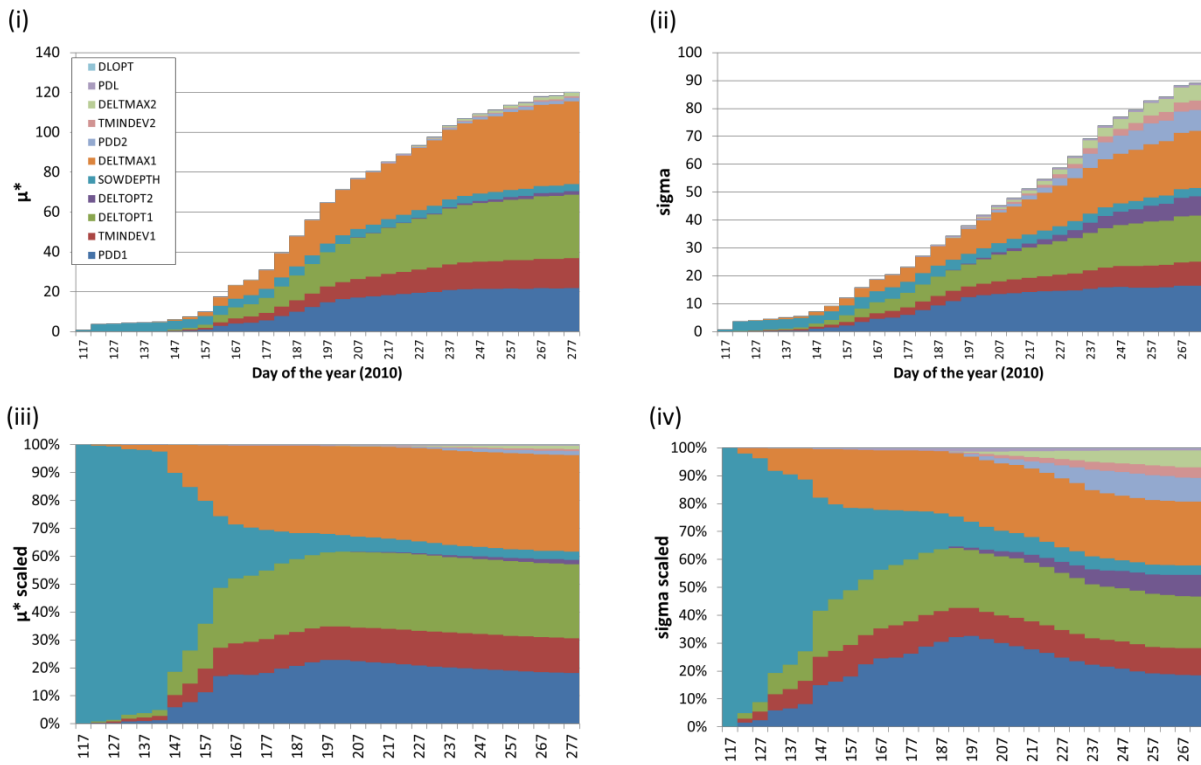 (i)
140
120
100
80
60
40
20
0
μ*
DLOPT
PDL
DELTMAX2
TMINDEV2
PDD2
DELTMAX1
SOWDEPTH
DELTOPT2
DELTOPT1
TMINDEV1
PDD1
117 127 137 147 157 167 177 187 197 207 217 227 237 247 257 267 277
Day of the year (2010)
(ii)
100
90
80
70
60
50
40
30
20
10
0
sigma
117 127 137 147 157 167 177 187 197 207 217 227 237 247 257 267
Day of the year (2010)
(iii)
100%
90%
80%
70%
60%
50%
40%
30%
20%
10%
0%
μ* scaled
117 127 137 147 157 167 177 187 197 207 217 227 237 247 257 267 277
(iv)
100%
90%
80%
70%
60%
50%
40%
30%
20%
10%
0%
sigma scaled
117 127 137 147 157 167 177 187 197 207 217 227 237 247 257 267